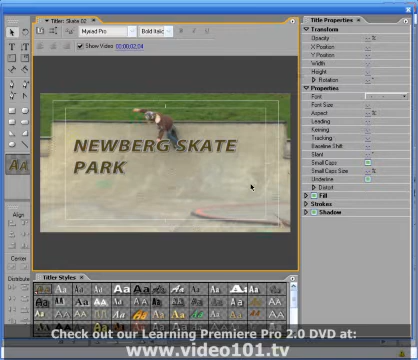 Titler: Skate 02
Title Properties
Myriad Pro
Bold Italic
Show Video
00;00;02;04
Transform
Opacity
X Position
Y Position
Width
Height
Rotation
Properties
Font
Font Size
Aspect
Leading
Kerning
Tracking
Baseline Shift
Slant
Small Caps
Small Caps Size
Underline
Distort
Fill
Strokes
Shadow
NEWBERG SKATE
PARK
Align
Center
Distribute
Titler Styles
Check out our Learning Premiere Pro 2.0 DVD at:
www.video101.tv